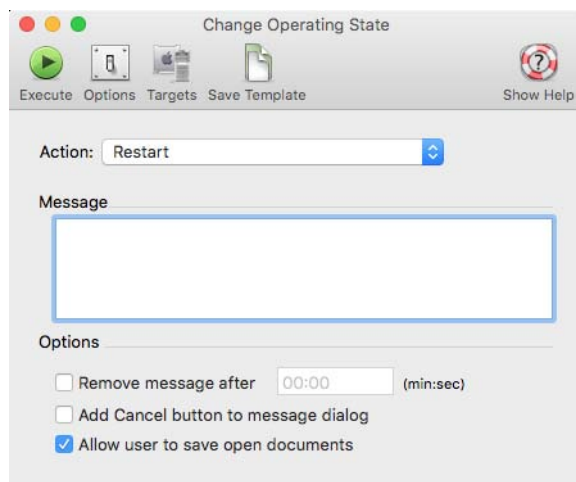 Change Operating State
Execute Options Targets Save Template Show Help
Action: Restart
Message
Options
Remove message after 00:00 (min:sec)
Add Cancel button to message dialog
Allow user to save open documents